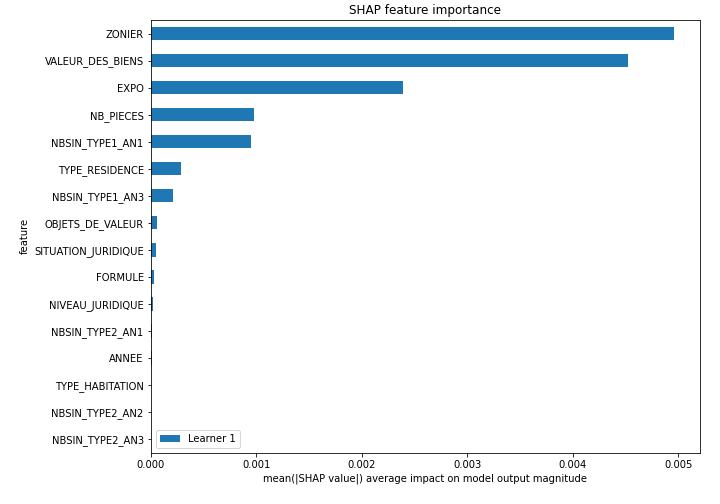 SHAP feature importance
ZONIER
VALEUR_DES_BIENS
EXPO
NB_PIECES
NBSIN_TYPE1_AN1
TYPE_RESIDENCE
NBSIN_TYPE1_AN3
OBJETS_DE_VALEUR
SITUATION_JURIDIQUE
FORMULE
NIVEAU_JURIDIQUE
NBSIN_TYPE2_AN1
ANNEE
TYPE_HABITATION
NBSIN_TYPE2_AN2
NBSIN_TYPE2_AN3
feature
Learner 1
0.000 0.001 0.002 0.003 0.004 0.005
mean(|SHAP value|) average impact on model output magnitude